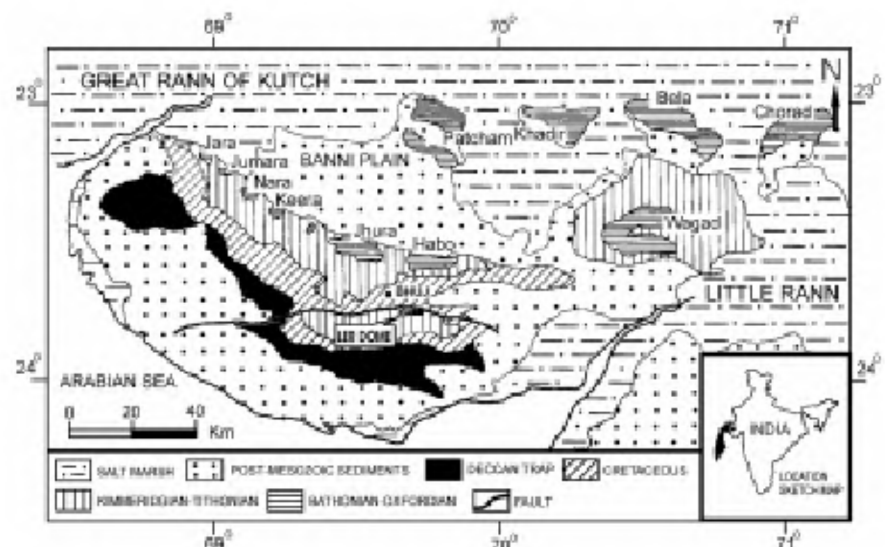 69° 70° 71°
GREAT RANN OF KUTCH
N
23° 23°
Bela
Chorad
Patcham
Khadir
Jara
Jumara
BANNI PLAIN
Nara
Keera
Jhura
Habo
Wagad
LITTLE RANN
24° 24°
ARABIAN SEA
0 20 40
Km
INDIA
LOCATION
SKETCH MAP
SALT MARSH POST-MESOZOIC SEDIMENTS DECCAN TRAP CRETACEOUS
KIMMERIDGIAN-TITHONIAN BATHONIAN-OXFORDIAN FAULT
69° 70° 71°